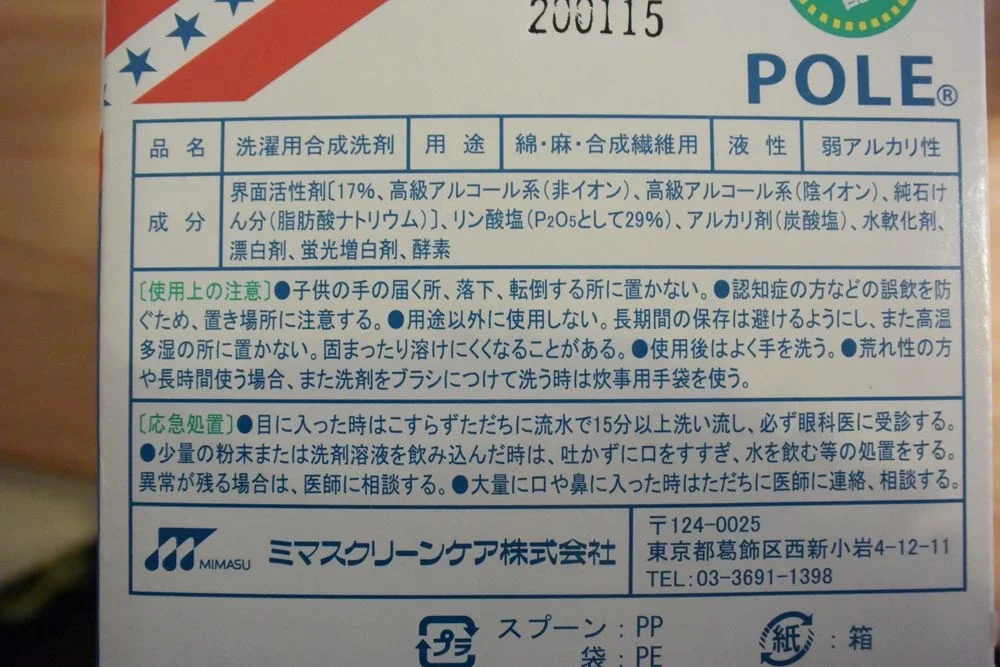 200115
POLE®
品名 洗濯用合成洗剤 用途 綿・麻・合成繊維用 液性 弱アルカリ性
成分 界面活性剤〔17%、高級アルコール系(非イオン)、高級アルコール系(陰イオン)、純石け
ん分(脂肪酸ナトリウム)〕、リン酸塩(P2O5として29%)、アルカリ剤(炭酸塩)、水軟化剤、
漂白剤、蛍光増白剤、酵素
〔使用上の注意〕●子供の手の届く所、落下、転倒する所に置かない。●認知症の方などの誤飲を防
ぐため、置き場所に注意する。●用途以外に使用しない。長期間の保存は避けるようにし、また高温
多湿の所に置かない。固まったり溶けにくくなることがある。●使用後はよく手を洗う。●荒れ性の方
や長時間使う場合、また洗剤をブラシにつけて洗う時は炊事用手袋を使う。
〔応急処置〕●目に入った時はこすらずただちに流水で15分以上洗い流し、必ず眼科医に受診する。
●少量の粉末または洗剤溶液を飲み込んだ時は、吐かずに口をすすぎ、水を飲む等の処置をする。
異常が残る場合は、医師に相談する。●大量に口や鼻に入った時はただちに医師に連絡、相談する。
MIMASU ミマスクリーンケア株式会社
〒124-0025
東京都葛飾区西新小岩4-12-11
TEL:03-3691-1398
プラ スプーン:PP
袋:PE
紙:箱